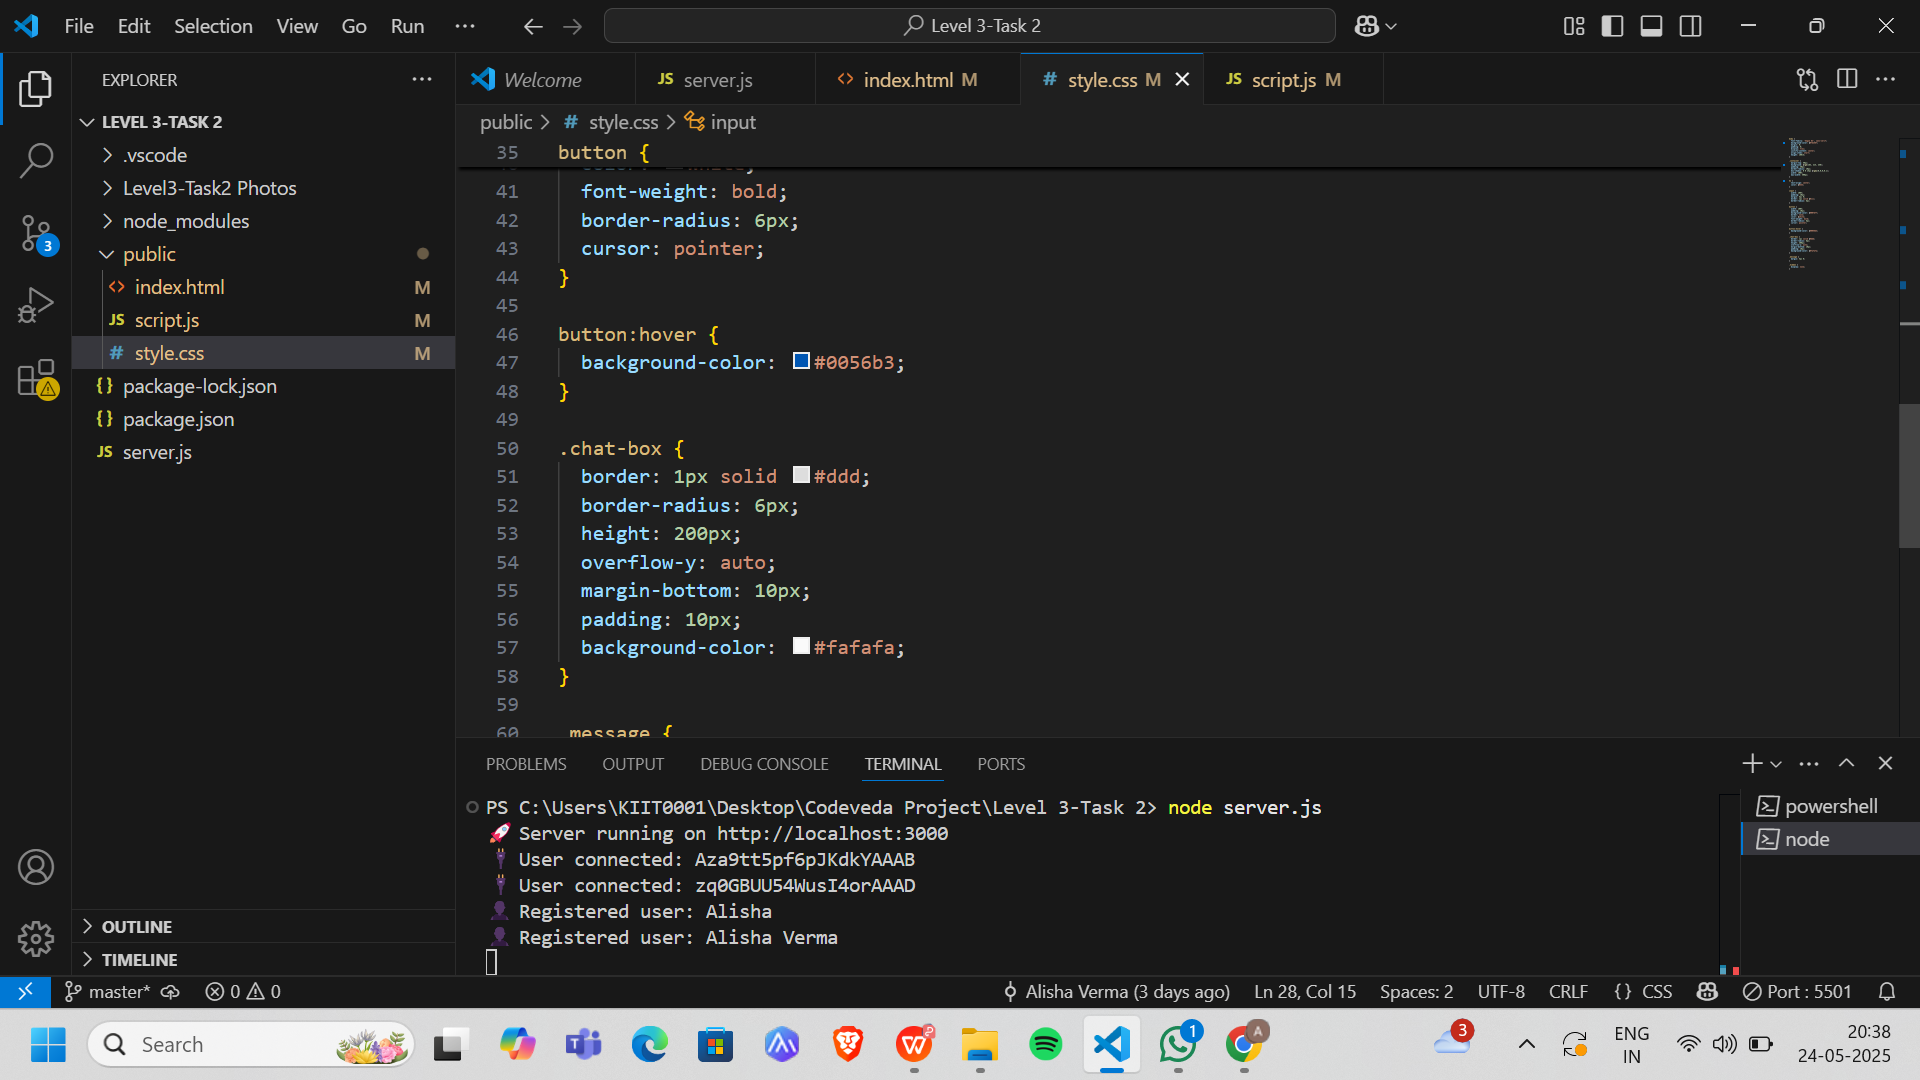 File Edit Selection View Go Run ··· Level 3-Task 2
EXPLORER ···
LEVEL 3-TASK 2
.vscode
Level3-Task2 Photos
node_modules
public
index.html M
script.js M
style.css M
package-lock.json
package.json
server.js
OUTLINE
TIMELINE
3
Welcome
JS server.js
index.html M
# style.css M
JS script.js M
public > # style.css > input
35 button {
41 font-weight: bold;
42 border-radius: 6px;
43 cursor: pointer;
44 }
45
46 button:hover {
47 background-color: #0056b3;
48 }
49
50 .chat-box {
51 border: 1px solid #ddd;
52 border-radius: 6px;
53 height: 200px;
54 overflow-y: auto;
55 margin-bottom: 10px;
56 padding: 10px;
57 background-color: #fafafa;
58 }
59
60 .message {
PROBLEMS OUTPUT DEBUG CONSOLE TERMINAL PORTS
PS C:\Users\KIIT0001\Desktop\Codeveda Project\Level 3-Task 2> node server.js
🚀 Server running on http://localhost:3000
User connected: Aza9tt5pf6pJKdkYAAAB
User connected: zq0GBUU54WusI4orAAAD
Registered user: Alisha
Registered user: Alisha Verma
powershell
node
master* 0 0 Alisha Verma (3 days ago) Ln 28, Col 15 Spaces: 2 UTF-8 CRLF {} CSS Port : 5501
Search
1
A
3
ENG
IN
20:38
24-05-2025